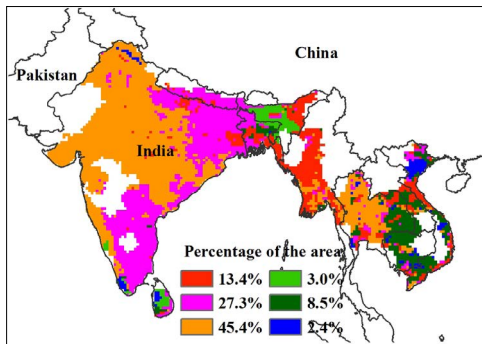 China
Pakistan
India
Percentage of the area
13.4% 3.0%
27.3% 8.5%
45.4% 2.4%